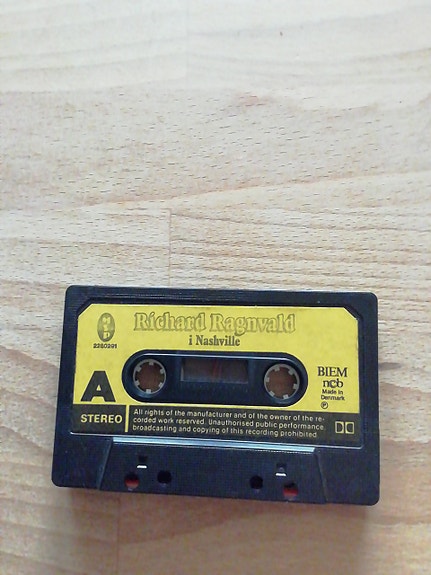 Richard Ragnvald
i Nashville
2280291
A
STEREO
BIEM
ncb
Made in
Denmark
℗
All rights of the manufacturer and of the owner of the re-
corded work reserved. Unauthorised public performance.
broadcasting and copying of this recording prohibited